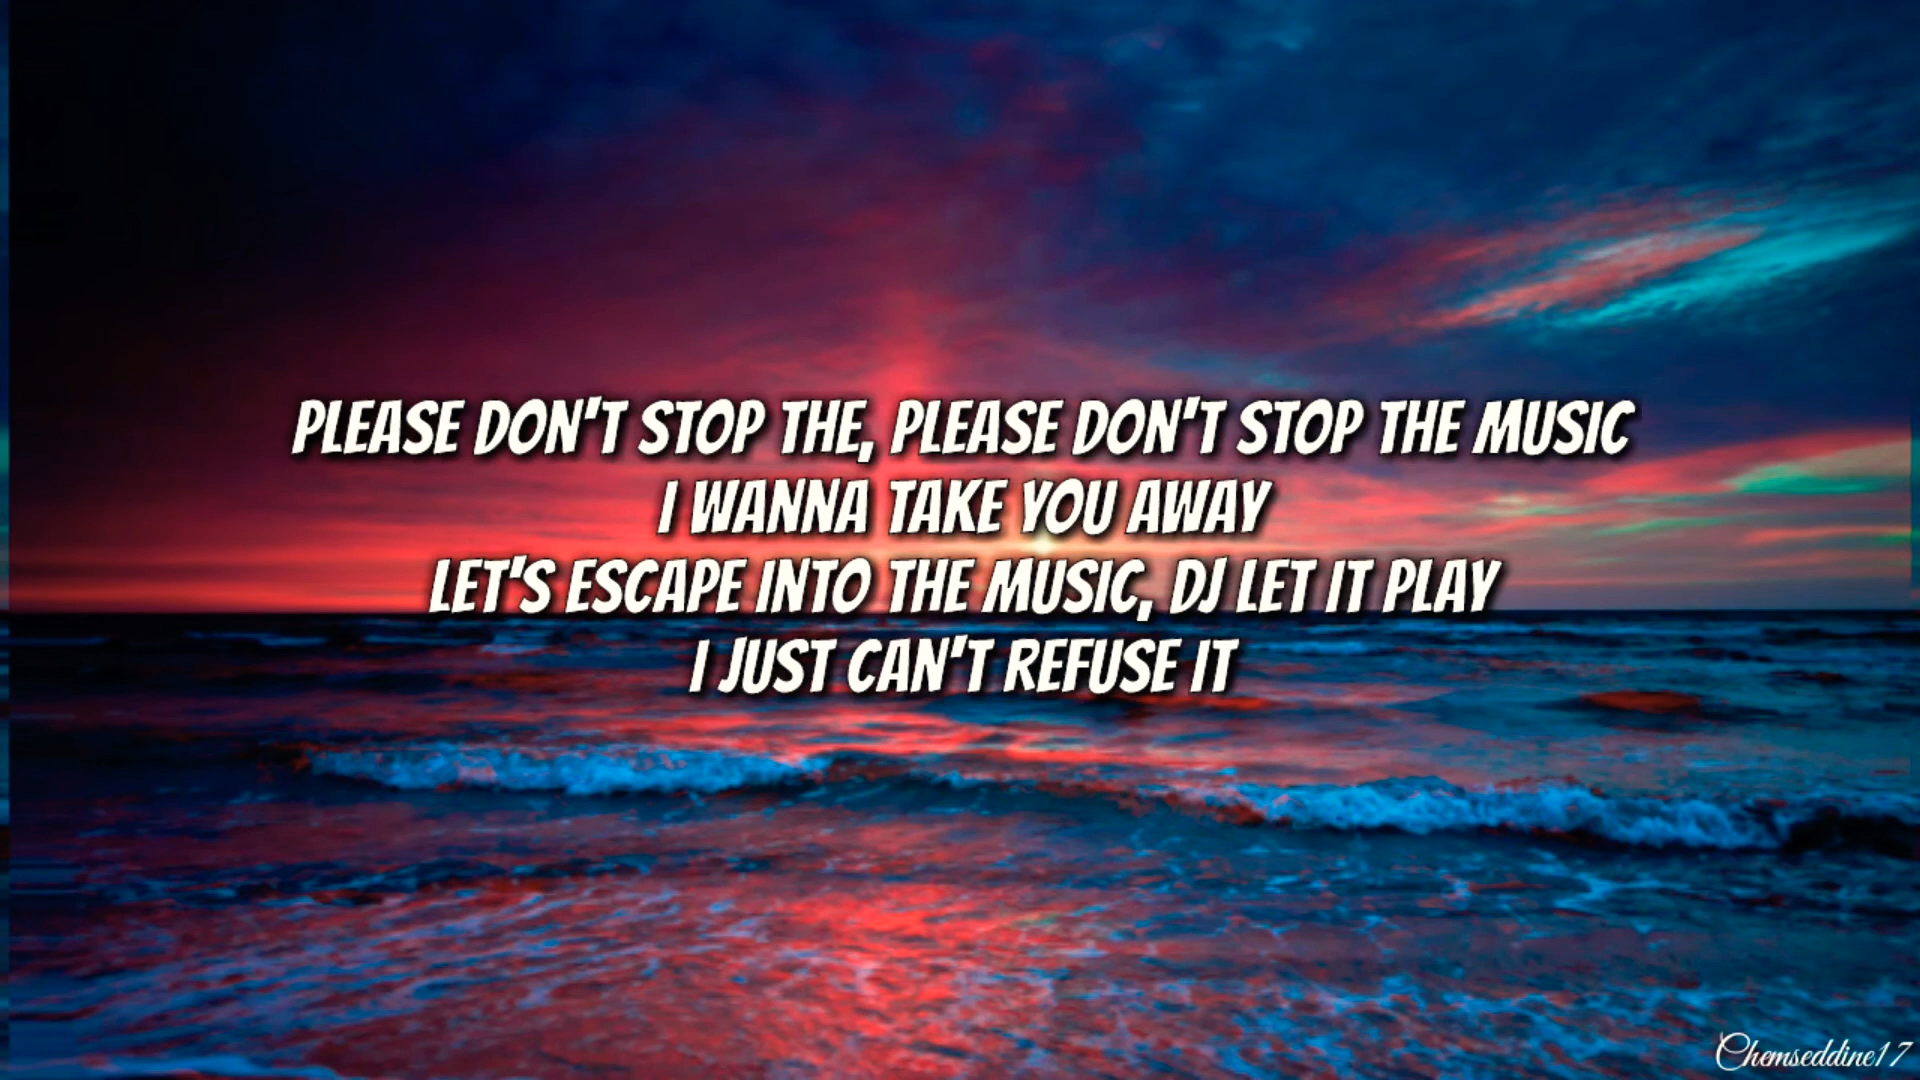 PLEASE DON'T STOP THE, PLEASE DON'T STOP THE MUSIC
I WANNA TAKE YOU AWAY
LET'S ESCAPE INTO THE MUSIC, DJ LET IT PLAY
I JUST CAN'T REFUSE IT
Chemseddine17